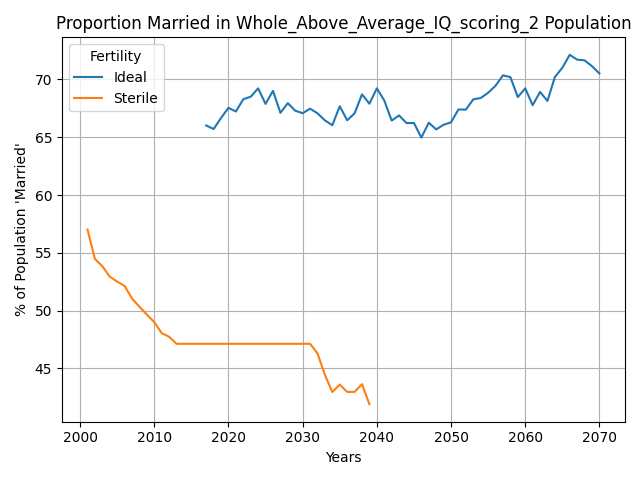 Proportion Married in Whole_Above_Average_IQ_scoring_2 Population
Fertility
Ideal
Sterile
% of Population 'Married'
70
65
60
55
50
45
2000 2010 2020 2030 2040 2050 2060 2070
Years